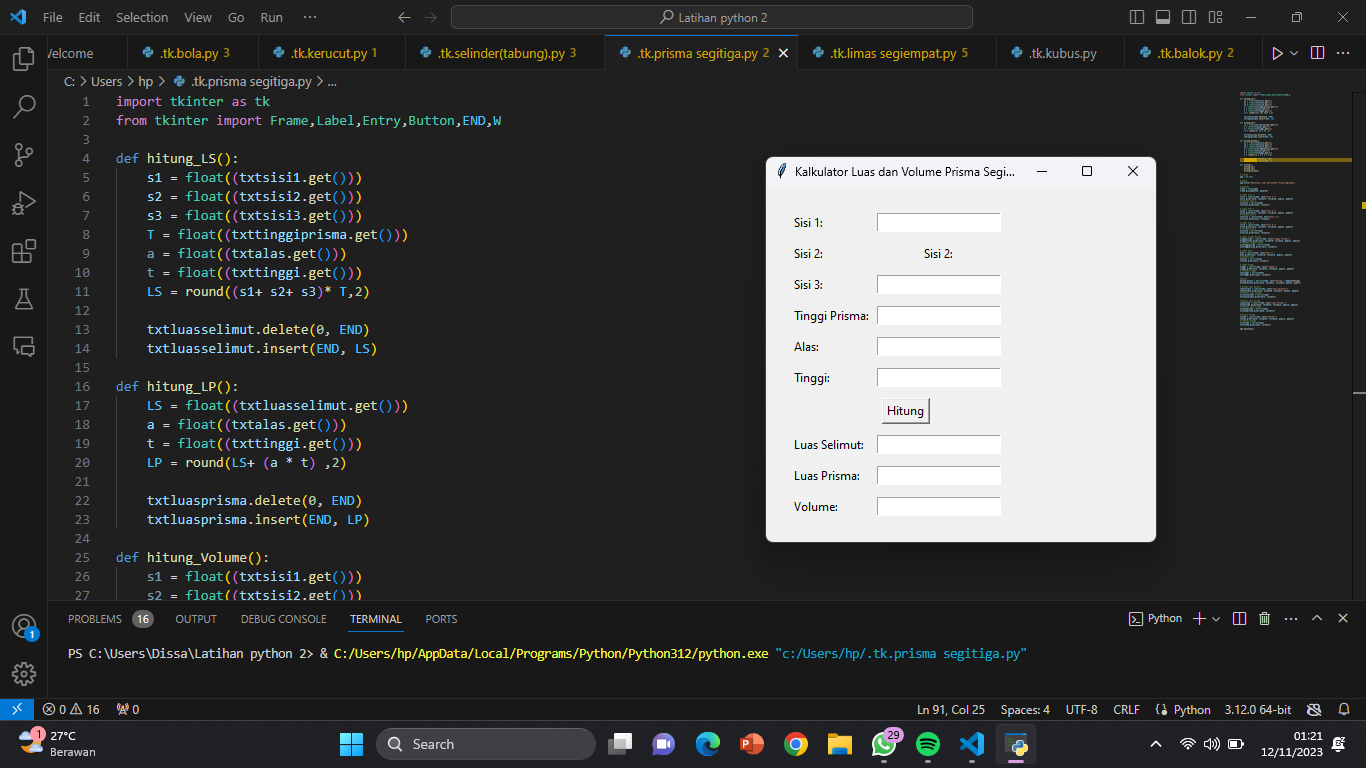 File Edit Selection View Go Run ··· Latihan python 2
Welcome .tk.bola.py 3 .tk.kerucut.py 1 .tk.selinder(tabung).py 3 .tk.prisma segitiga.py 2 .tk.limas segiempat.py 5 .tk.kubus.py .tk.balok.py 2
C: > Users > hp > .tk.prisma segitiga.py > ...
1 import tkinter as tk
2 from tkinter import Frame,Label,Entry,Button,END,W
3
4 def hitung_LS():
5 s1 = float((txtsisi1.get()))
6 s2 = float((txtsisi2.get()))
7 s3 = float((txtsisi3.get()))
8 T = float((txttinggiprisma.get()))
9 a = float((txtalas.get()))
10 t = float((txttinggi.get()))
11 LS = round((s1+ s2+ s3)* T,2)
12
13 txtluasselimut.delete(0, END)
14 txtluasselimut.insert(END, LS)
15
16 def hitung_LP():
17 LS = float((txtluasselimut.get()))
18 a = float((txtalas.get()))
19 t = float((txttinggi.get()))
20 LP = round(LS+ (a * t) ,2)
21
22 txtluasprisma.delete(0, END)
23 txtluasprisma.insert(END, LP)
24
25 def hitung_Volume():
26 s1 = float((txtsisi1.get()))
27 s2 = float((txtsisi2.get()))
Kalkulator Luas dan Volume Prisma Segi...
Sisi 1:
Sisi 2: Sisi 2:
Sisi 3:
Tinggi Prisma:
Alas:
Tinggi:
Hitung
Luas Selimut:
Luas Prisma:
Volume:
PROBLEMS 16 OUTPUT DEBUG CONSOLE TERMINAL PORTS Python
PS C:\Users\Dissa\Latihan python 2> & C:/Users/hp/AppData/Local/Programs/Python/Python312/python.exe "c:/Users/hp/.tk.prisma segitiga.py"
1
0 16 0 Ln 91, Col 25 Spaces: 4 UTF-8 CRLF Python 3.12.0 64-bit
1 27°C
Berawan
Search
29
01:21
12/11/2023